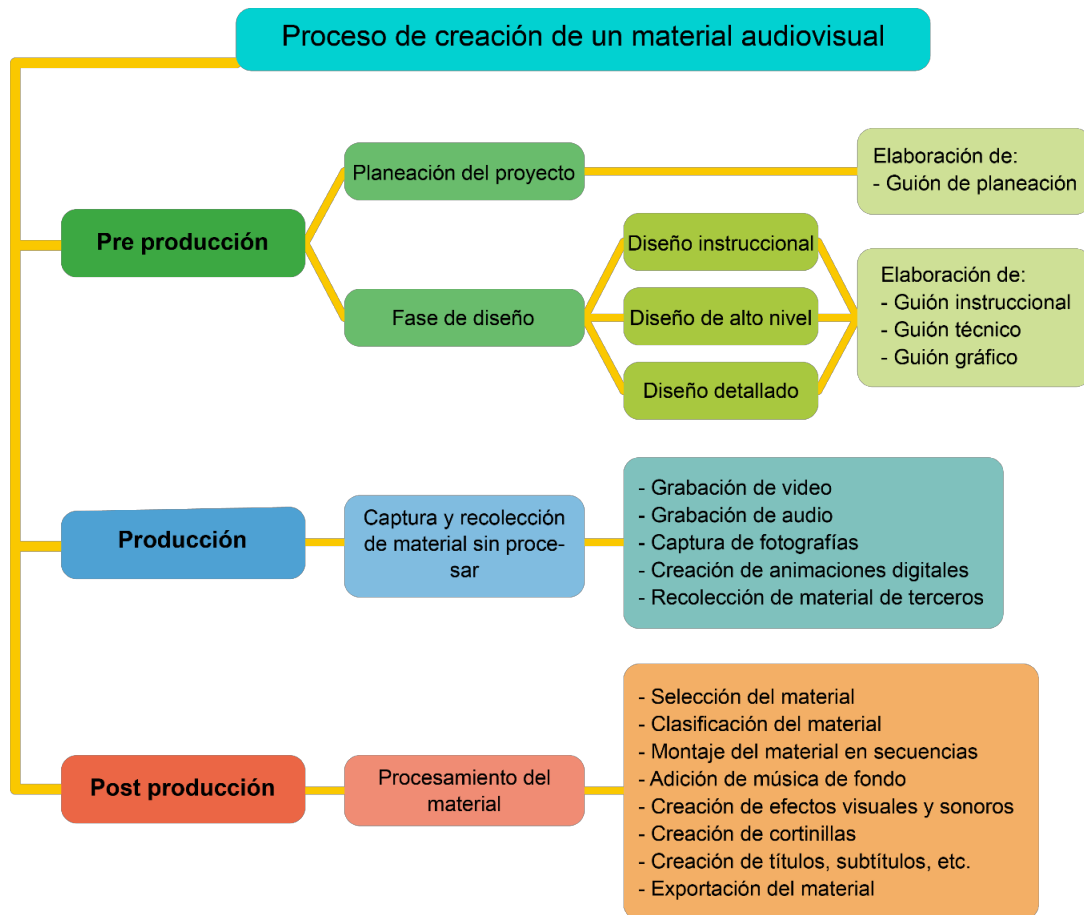 Proceso de creación de un material audiovisual
Pre producción
Planeación del proyecto
Elaboración de:
- Guión de planeación
Fase de diseño
Diseño instruccional
Diseño de alto nivel
Diseño detallado
Elaboración de:
- Guión instruccional
- Guión técnico
- Guión gráfico
Producción
Captura y recolección
de material sin proce-
sar
- Grabación de video
- Grabación de audio
- Captura de fotografías
- Creación de animaciones digitales
- Recolección de material de terceros
Post producción
Procesamiento del
material
- Selección del material
- Clasificación del material
- Montaje del material en secuencias
- Adición de música de fondo
- Creación de efectos visuales y sonoros
- Creación de cortinillas
- Creación de títulos, subtítulos, etc.
- Exportación del material